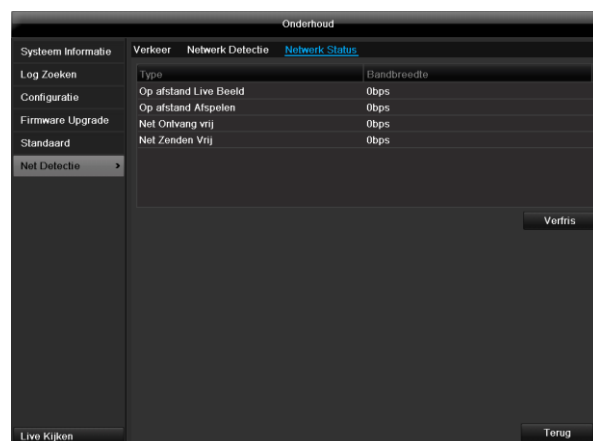 Onderhoud
Systeem Informatie
Log Zoeken
Configuratie
Firmware Upgrade
Standaard
Net Detectie
Live Kijken
Verkeer Netwerk Detectie Netwerk Status
Type Bandbreedte
Op afstand Live Beeld 0bps
Op afstand Afspelen 0bps
Net Ontvang vrij 0bps
Net Zenden Vrij 0bps
Verfris
Terug